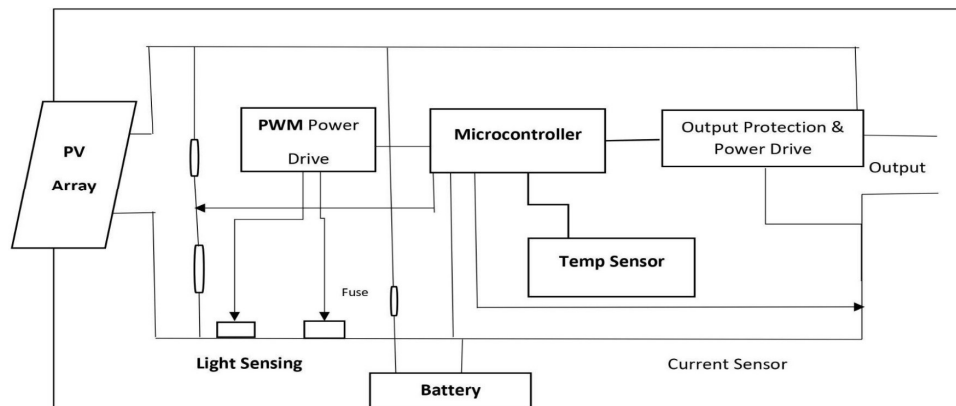 PV
Array
PWM Power
Drive
Microcontroller
Output Protection &
Power Drive
Output
Temp Sensor
Fuse
Light Sensing
Current Sensor
Battery